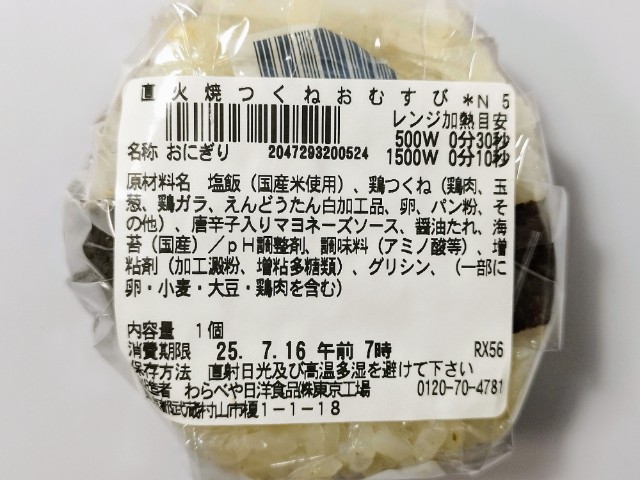 直火焼つくねおむすび *N 5
レンジ加熱目安
500W 0分30秒
1500W 0分10秒
名称 おにぎり 2047293200524
原材料名 塩飯（国産米使用）、鶏つくね（鶏肉、玉
葱、鶏ガラ、えんどうたん白加工品、卵、パン粉、そ
の他）、唐辛子入りマヨネーズソース、醤油たれ、海
苔（国産）／pH調整剤、調味料（アミノ酸等）、増
粘剤（加工澱粉、増粘多糖類）、グリシン、（一部に
卵・小麦・大豆・鶏肉を含む）
内容量 1個
消費期限 25. 7.16 午前 7時 RX56
保存方法 直射日光及び高温多湿を避けて下さい
造者 わらべや日洋食品㈱東京工場 0120-70-4781
都武蔵村山市榎1－1－18